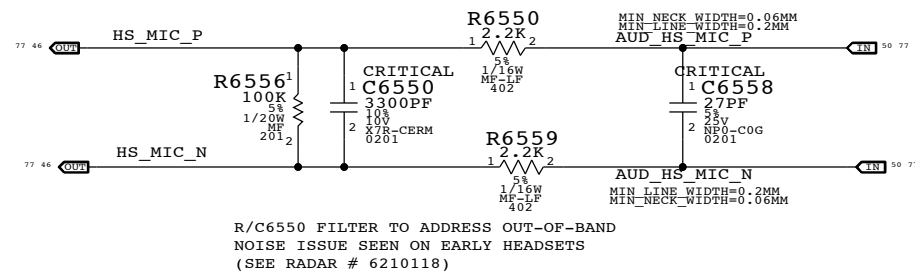 R6550
2.2K
1 2
5%
1/16W
MF-LF
402
MIN_NECK_WIDTH=0.06MM
MIN_LINE_WIDTH=0.2MM
AUD_HS_MIC_P
77 46 OUT
HS_MIC_P
IN 50 77
R6556
1
100K
5%
1/20W
MF
201
2
CRITICAL
C6550
1
3300PF
10%
10V
X7R-CERM
0201
2
CRITICAL
C6558
1
27PF
5%
25V
NP0-C0G
0201
2
R6559
2.2K
1 2
5%
1/16W
MF-LF
402
77 46 OUT
HS_MIC_N
IN 50 77
AUD_HS_MIC_N
MIN_LINE_WIDTH=0.2MM
MIN_NECK_WIDTH=0.06MM
R/C6550 FILTER TO ADDRESS OUT-OF-BAND
NOISE ISSUE SEEN ON EARLY HEADSETS
(SEE RADAR # 6210118)